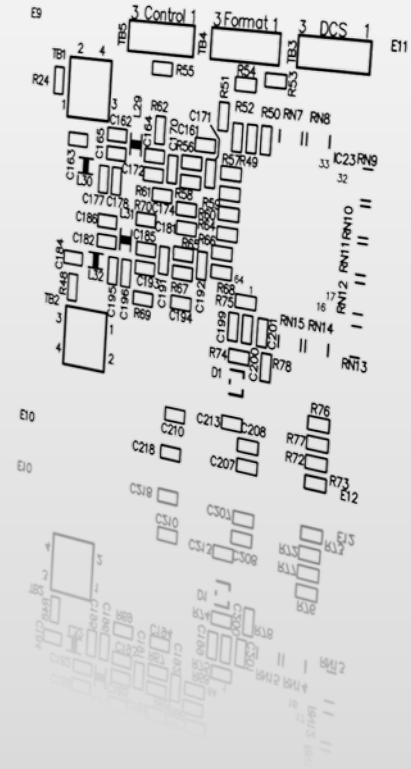 E9
3 Control 1
3 Format 1
3 DCS 1
TB5
TB4
TB3
E11
TB1
2 4
1 3
R24
R55
R54
R53
R51
L29
R62
C171
R52
R50
RN7
RN8
C162
C164
C161
C170
C165
C163
R57
R49
33
IC23
RN9
32
L30
C172
R61
R58
C177
C178
L31
R70
C174
R59
R60
R64
RN10
C186
C182
C185
C181
R65
R66
RN11
C184
L32
C193
C191
R67
C192
R68
64
1
RN12
R48
C195
C196
R69
C194
R75
17
16
TB2
3 1
4 2
C199
C201
RN15
RN14
R74
C200
R78
RN13
D1
E10
C210
C213
C208
R76
R77
C218
C207
R72
R73
E12